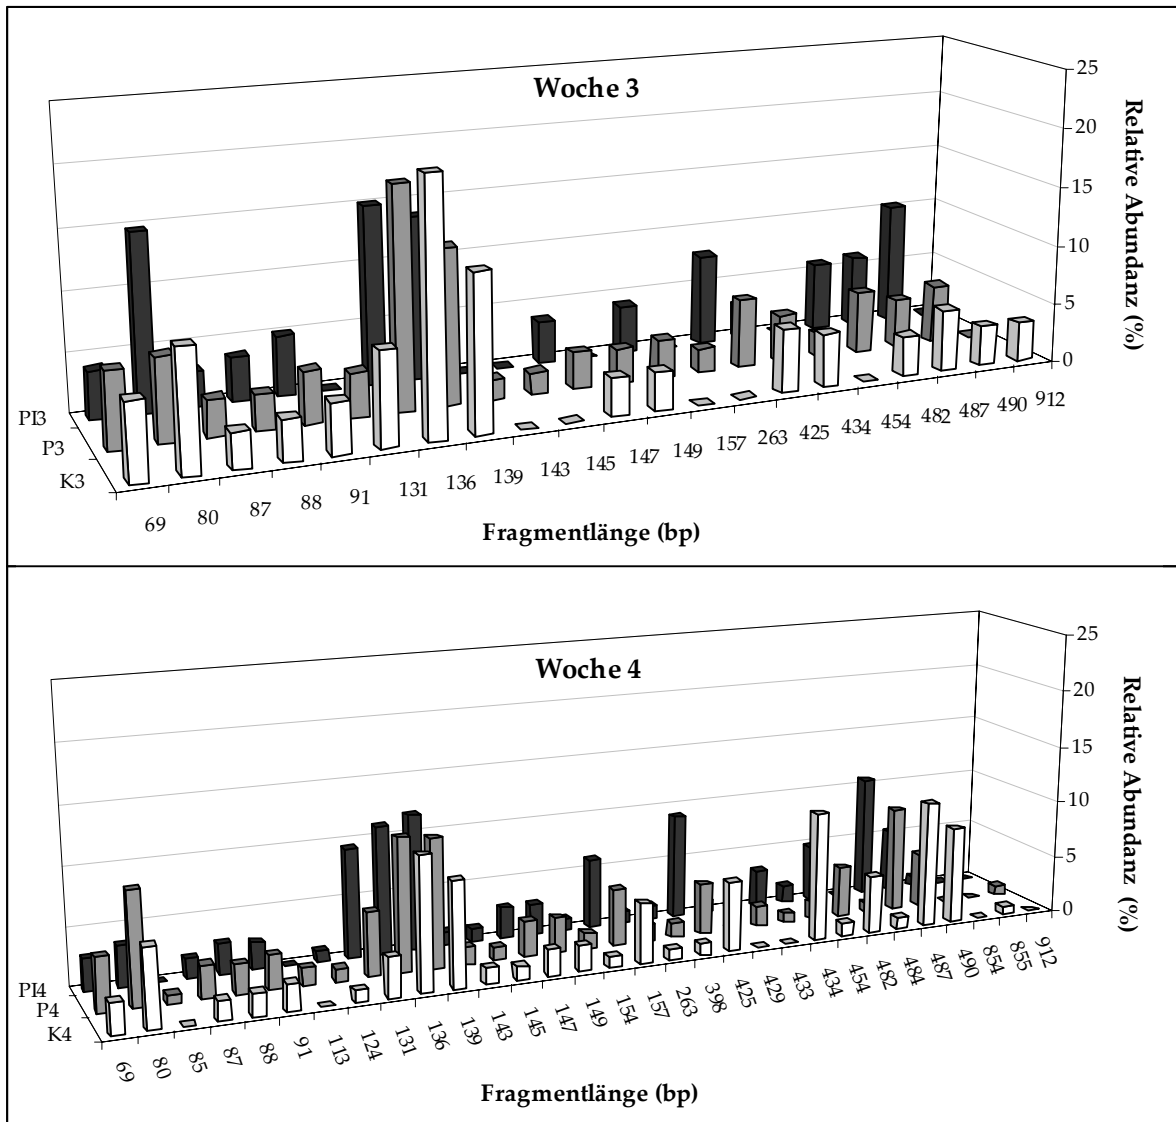 Woche 3
25
20
15
10
5
0
Relative Abundanz (%)
PI3
P3
K3
69 80 87 88 91 131 136 139 143 145 147 149 157 263 425 434 454 482 487 490 912
Fragmentlänge (bp)
Woche 4
25
20
15
10
5
0
Relative Abundanz (%)
PI4
P4
K4
69 80 85 87 88 91 113 124 131 136 139 143 145 147 149 154 157 263 398 425 429 433 434 454 482 484 487 490 854 855 912
Fragmentlänge (bp)